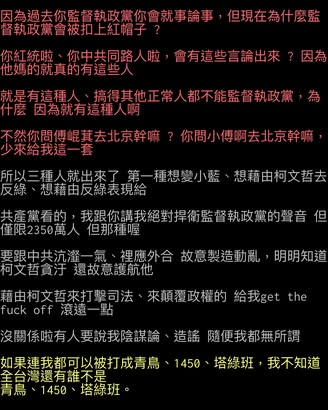 因為過去你監督執政黨你會就事論事，但現在為什麼監
督執政黨會被扣上紅帽子 ?
你紅統啦、你中共同路人啦，會有這些言論出來 ? 因為
他媽的就真的有這些人
就是有這種人、搞得其他正常人都不能監督執政黨，為
什麼 因為就有這種人啊
不然你問傅崐萁去北京幹嘛 ? 你問小傅啊去北京幹嘛，
少來給我這一套
所以三種人就出來了 第一種想變小藍、想藉由柯文哲去
反綠、想藉由反綠表現給
共產黨看的，我跟你講我絕對捍衛監督執政黨的聲音 但
僅限2350萬人 但那種喔
要跟中共沆瀣一氣、裡應外合 故意製造動亂，明明知道
柯文哲貪汙 還故意護航他
藉由柯文哲來打擊司法、來顛覆政權的 給我get the
fuck off 滾遠一點
沒關係啦有人要說我陰謀論、造謠 隨便我都無所謂
如果連我都可以被打成青鳥、1450、塔綠班，我不知道
全台灣還有誰不是
青鳥、1450、塔綠班。